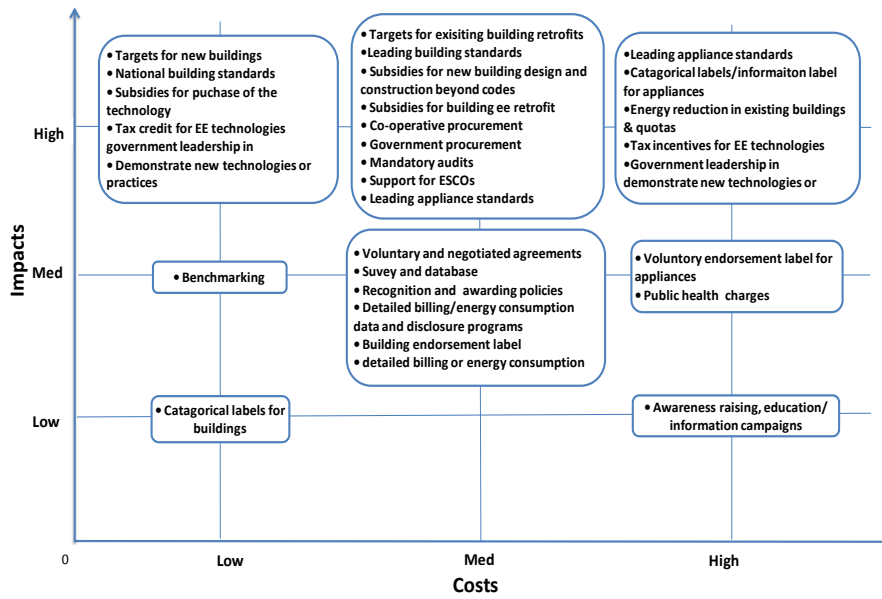 • Targets for new buildings
• National building standards
• Subsidies for puchase of the
technology
• Tax credit for EE technologies
government leadership in
• Demonstrate new technologies or
practices
• Targets for exisiting building retrofits
•Leading building standards
• Subsidies for new building design and
construction beyond codes
• Subsidies for building ee retrofit
• Co-operative procurement
• Government procurement
• Mandatory audits
• Support for ESCOs
• Leading appliance standards
•Leading appliance standards
•Catagorical labels/informaiton label
for appliances
•Energy reduction in existing buildings
& quotas
•Tax incentives for EE technologies
•Government leadership in
demonstrate new technologies or
High
• Benchmarking
• Voluntary and negotiated agreements
• Suvey and database
• Recognition and awarding policies
• Detailed billing/energy consumption
data and disclosure programs
• Building endorsement label
• detailed billing or energy consumption
• Voluntory endorsement label for
appliances
• Public health charges
Med
Impacts
• Catagorical labels for
buildings
• Awareness raising, education/
information campaigns
Low
0
Low
Med
High
Costs